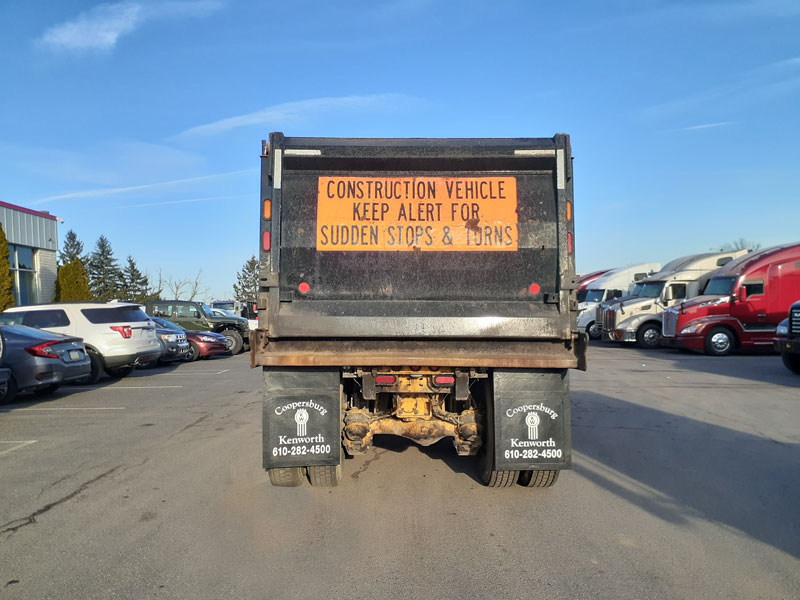 CONSTRUCTION VEHICLE
KEEP ALERT FOR
SUDDEN STOPS & TURNS
Coopersburg
Kenworth
610-282-4500
Coopersburg
Kenworth
610-282-4500